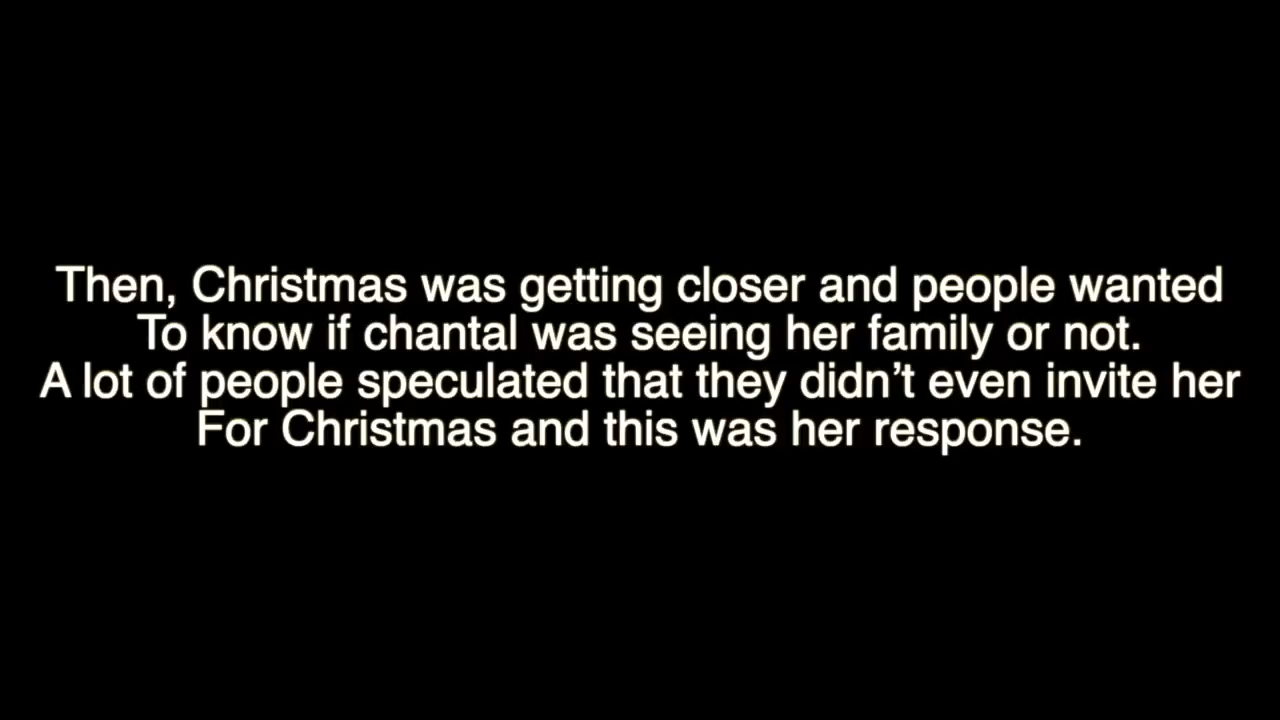 Then, Christmas was getting closer and people wanted
To know if chantal was seeing her family or not.
A lot of people speculated that they didn’t even invite her
For Christmas and this was her response.